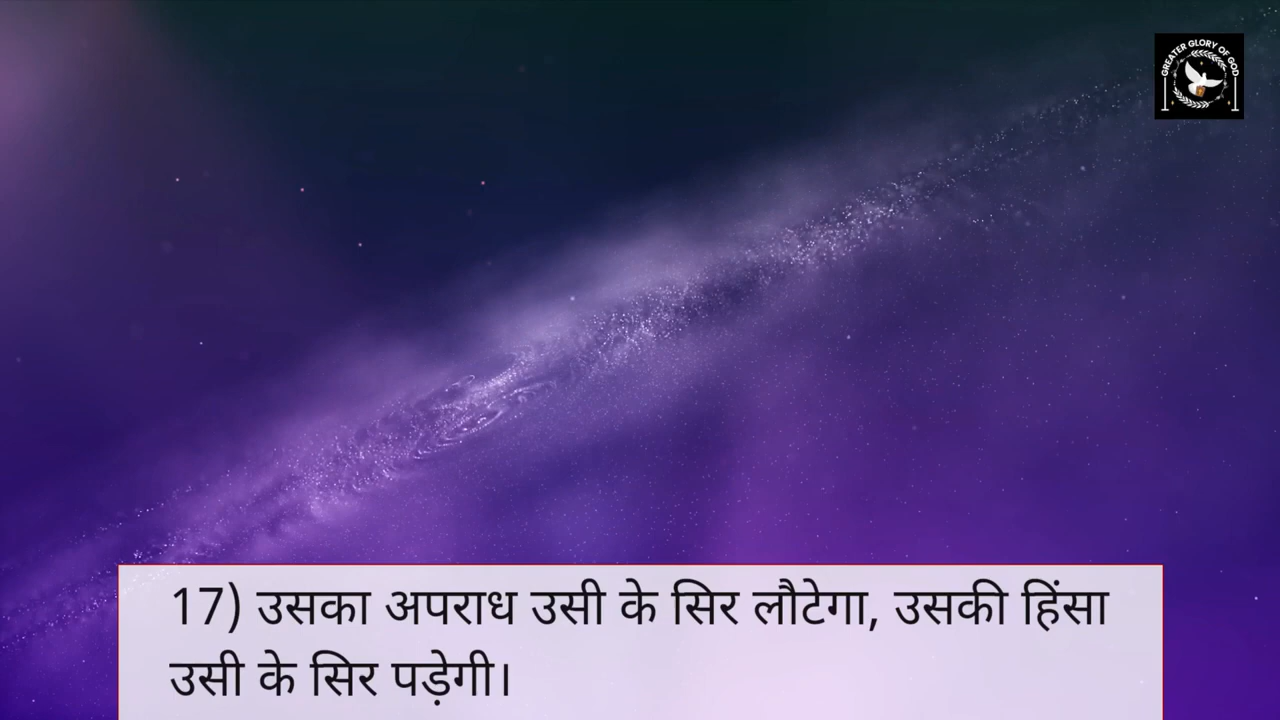 GREATER GLORY OF GOD
17) उसका अपराध उसी के सिर लौटेगा, उसकी हिंसा
उसी के सिर पड़ेगी।